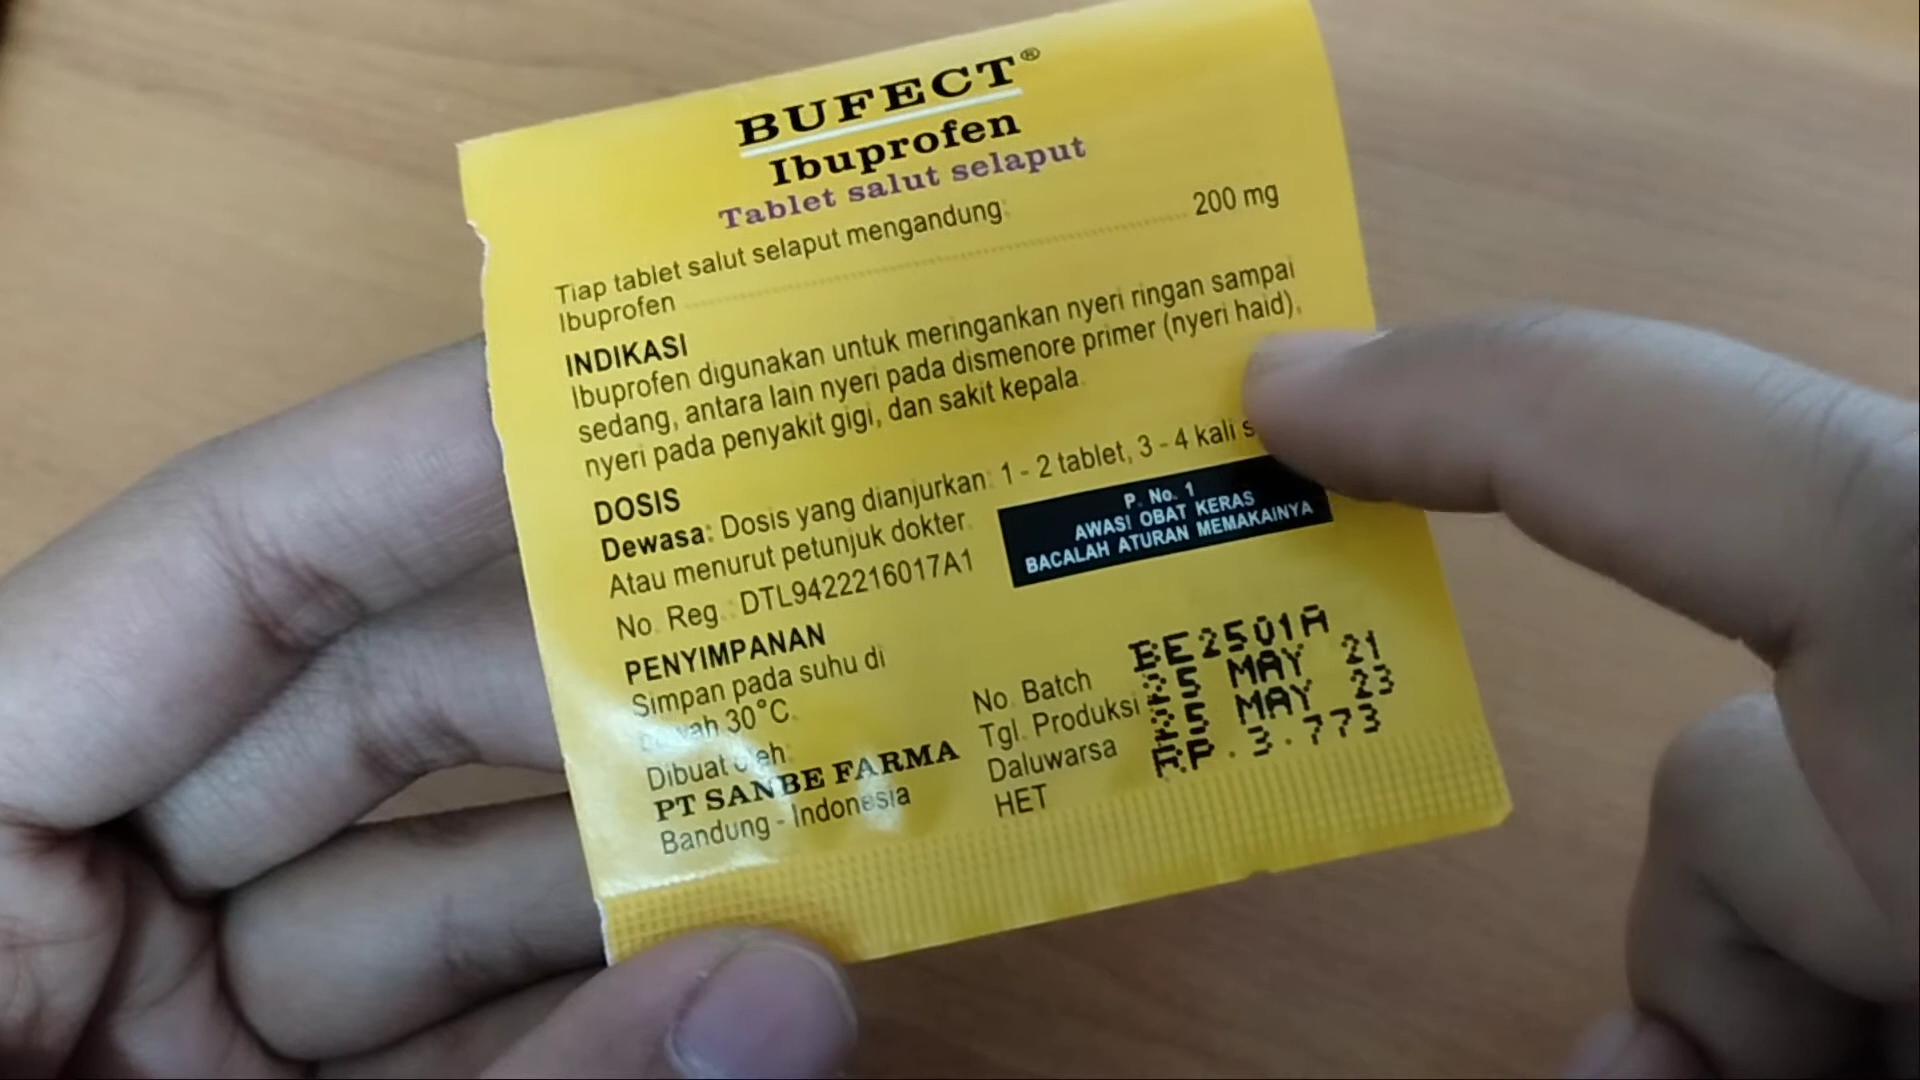 BUFECT®
Ibuprofen
Tablet salut selaput
Tiap tablet salut selaput mengandung:
Ibuprofen ........................ 200 mg
INDIKASI
Ibuprofen digunakan untuk meringankan nyeri ringan sampai
sedang, antara lain nyeri pada dismenore primer (nyeri haid),
nyeri pada penyakit gigi, dan sakit kepala.
DOSIS
Dewasa: Dosis yang dianjurkan: 1 - 2 tablet, 3 - 4 kali
Atau menurut petunjuk dokter.
No. Reg.: DTL9422216017A1
P. No. 1
AWAS! OBAT KERAS
BACALAH ATURAN MEMAKAINYA
PENYIMPANAN
Simpan pada suhu di
30°C.
Dibuat oleh:
PT SANBE FARMA
Bandung - Indonesia
No. Batch BE2501A
Tgl. Produksi MAY 21
Daluwarsa MAY 23
HET RP.3.773